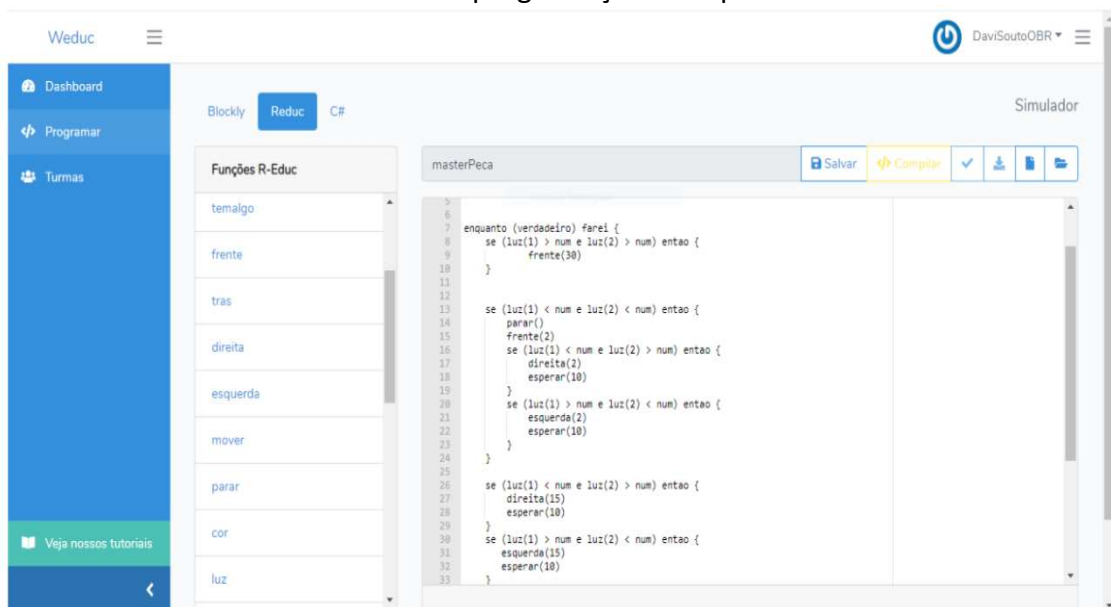 Weduc
DaviSoutoOBR
Dashboard
Programar
Turmas
Veja nossos tutoriais
Blockly
Reduc
C#
Simulador
Funções R-Educ
temalgo
frente
tras
direita
esquerda
mover
parar
cor
luz
masterPeca
Salvar
Compilar
5
6
7 enquanto (verdadeiro) farei {
8 se (luz(1) > num e luz(2) > num) entao {
9 frente(30)
10 }
11
12
13 se (luz(1) < num e luz(2) < num) entao {
14 parar()
15 frente(2)
16 se (luz(1) < num e luz(2) > num) entao {
17 direita(2)
18 esperar(10)
19 }
20 se (luz(1) > num e luz(2) < num) entao {
21 esquerda(2)
22 esperar(10)
23 }
24 }
25
26 se (luz(1) < num e luz(2) > num) entao {
27 direita(15)
28 esperar(10)
29 }
30 se (luz(1) > num e luz(2) < num) entao {
31 esquerda(15)
32 esperar(10)
33 }